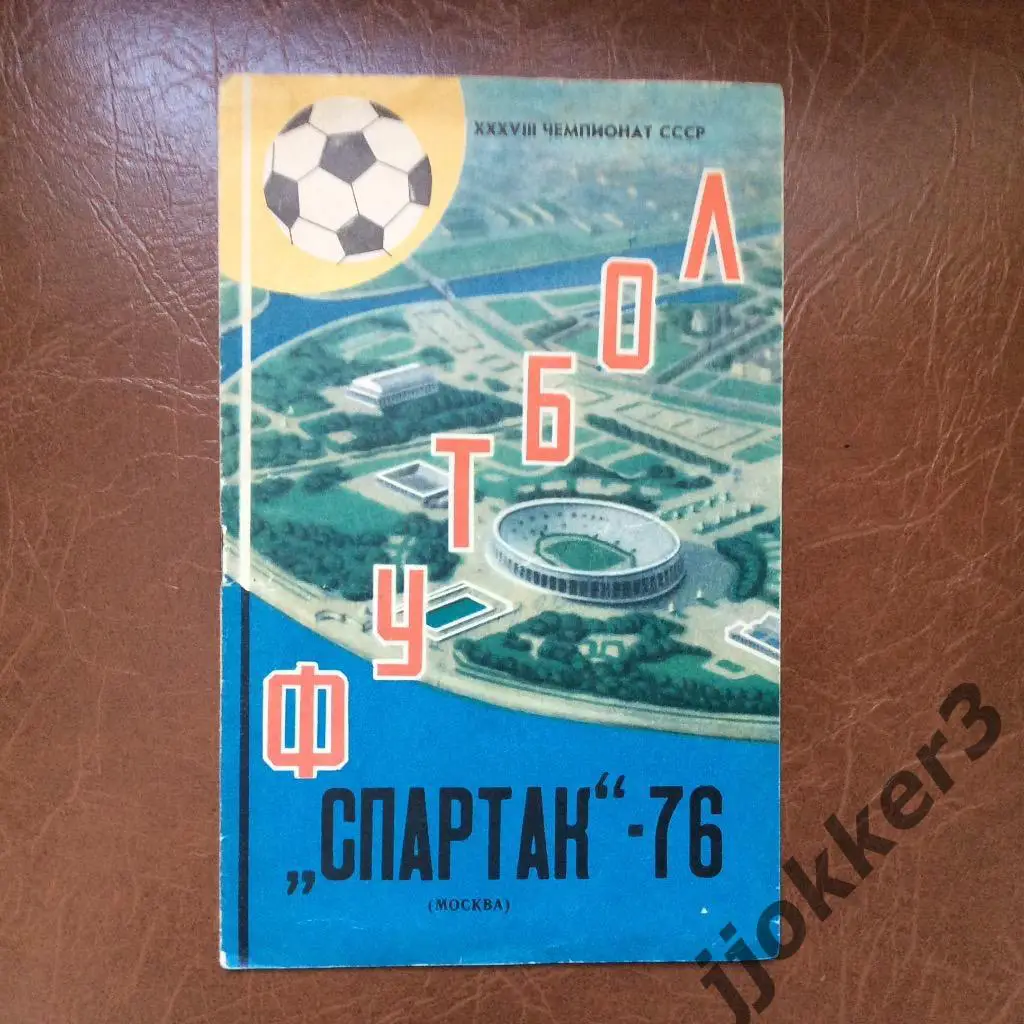 XXXVIII ЧЕМПИОНАТ СССР
ФУТБОЛ
„СПАРТАК“-76
(МОСКВА)
jjokker3